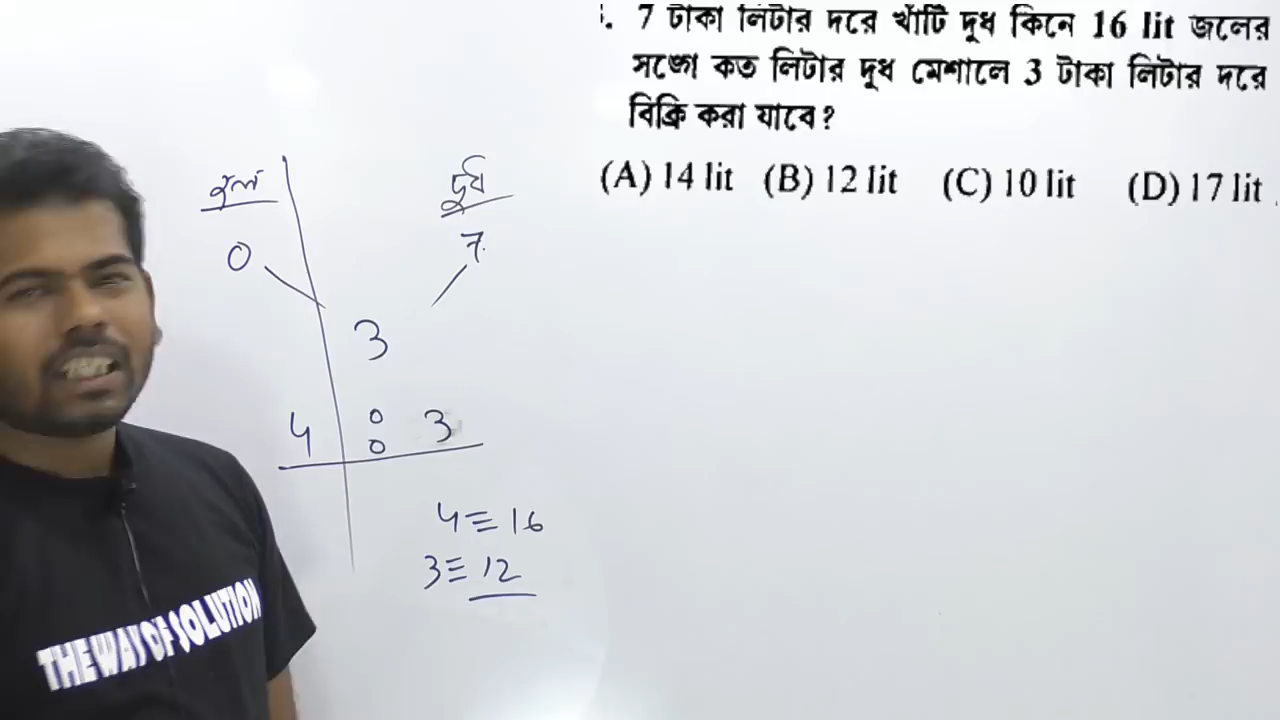 . 7 টাকা লিটার দরে খাঁটি দুধ কিনে 16 lit জলের
সঙ্গে কত লিটার দুধ মেশালে 3 টাকা লিটার দরে
বিক্রি করা যাবে?
(A) 14 lit (B) 12 lit (C) 10 lit (D) 17 lit
জল দুধ
0 7
3
4 : 3
4 ≡ 16
3 ≡ 12
THE WAY OF SOLUTION